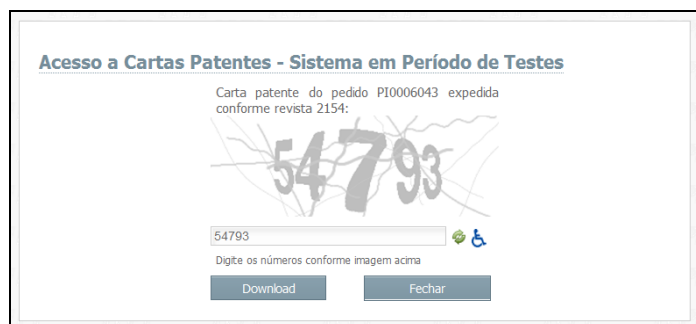 Acesso a Cartas Patentes - Sistema em Período de Testes
Carta patente do pedido PI0006043 expedida
conforme revista 2154:
54793
54793
Digite os números conforme imagem acima
Download Fechar